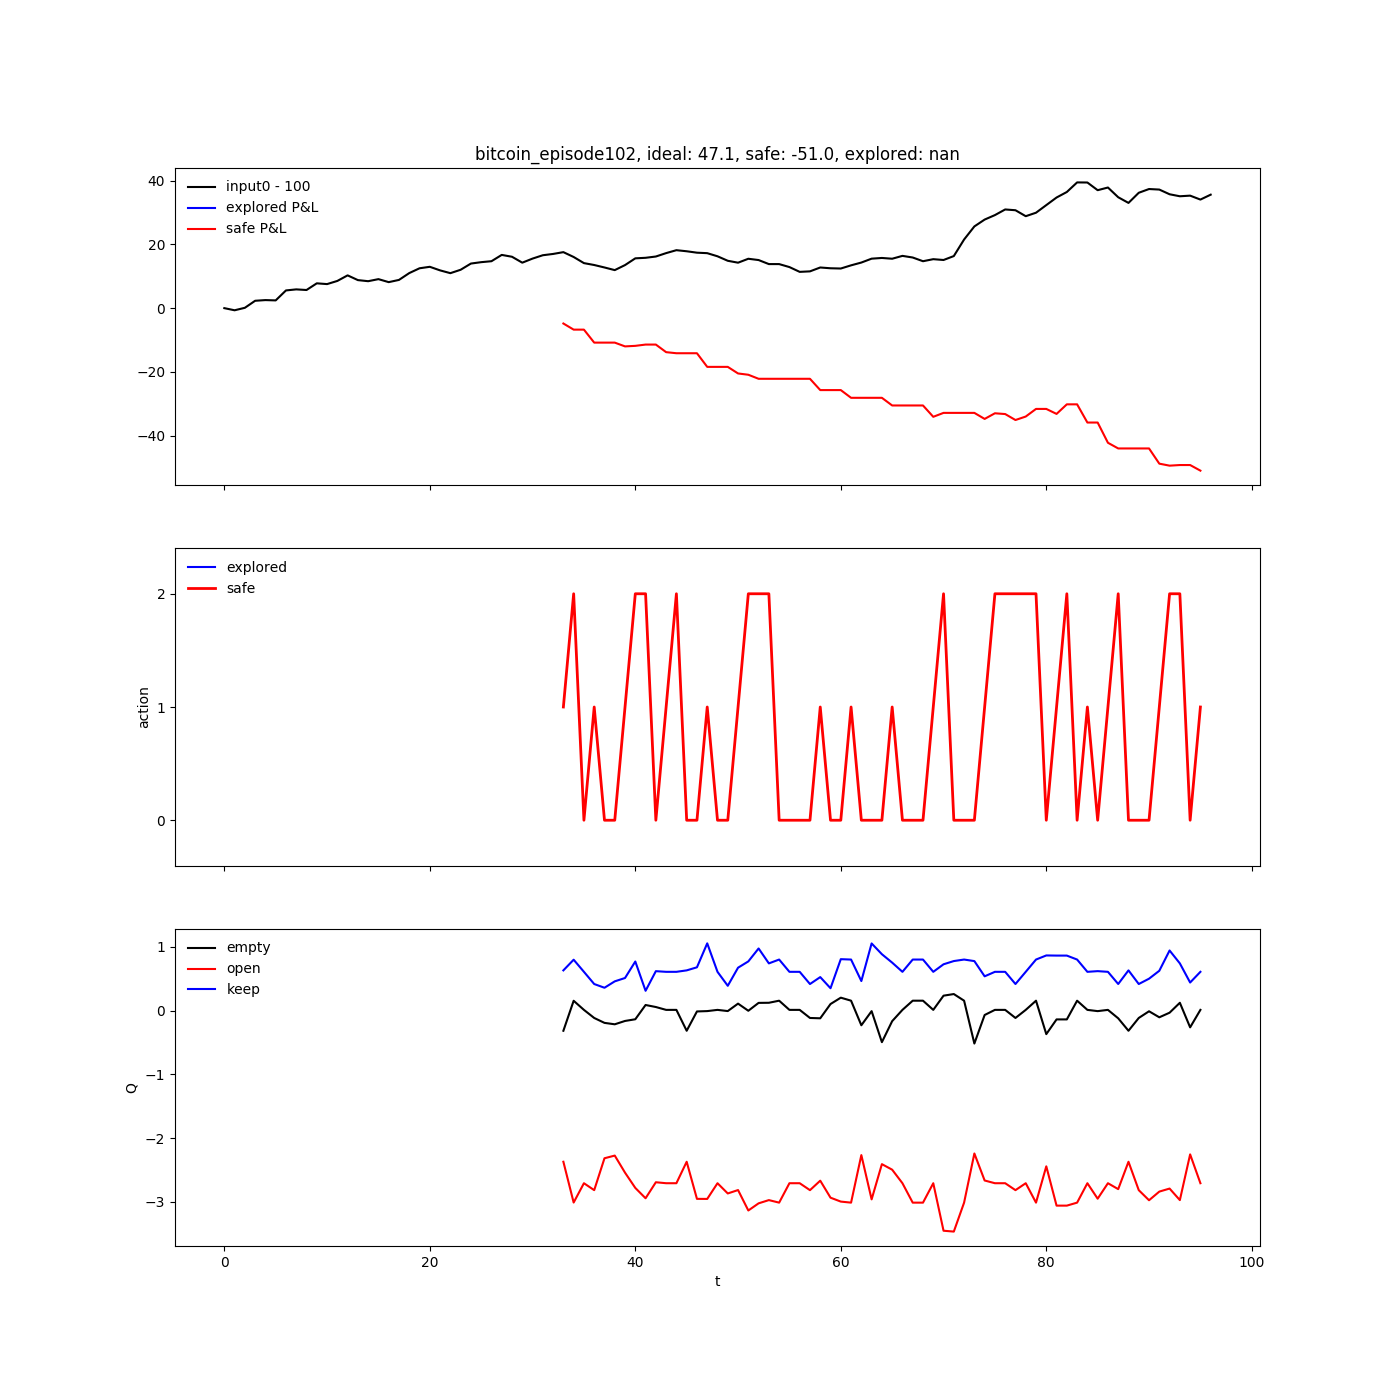 bitcoin_episode102, ideal: 47.1, safe: -51.0, explored: nan
40
20
0
−20
−40
input0 - 100
explored P&L
safe P&L
2
1
0
action
explored
safe
1
0
−1
−2
−3
Q
empty
open
keep
0 20 40 60 80 100
t